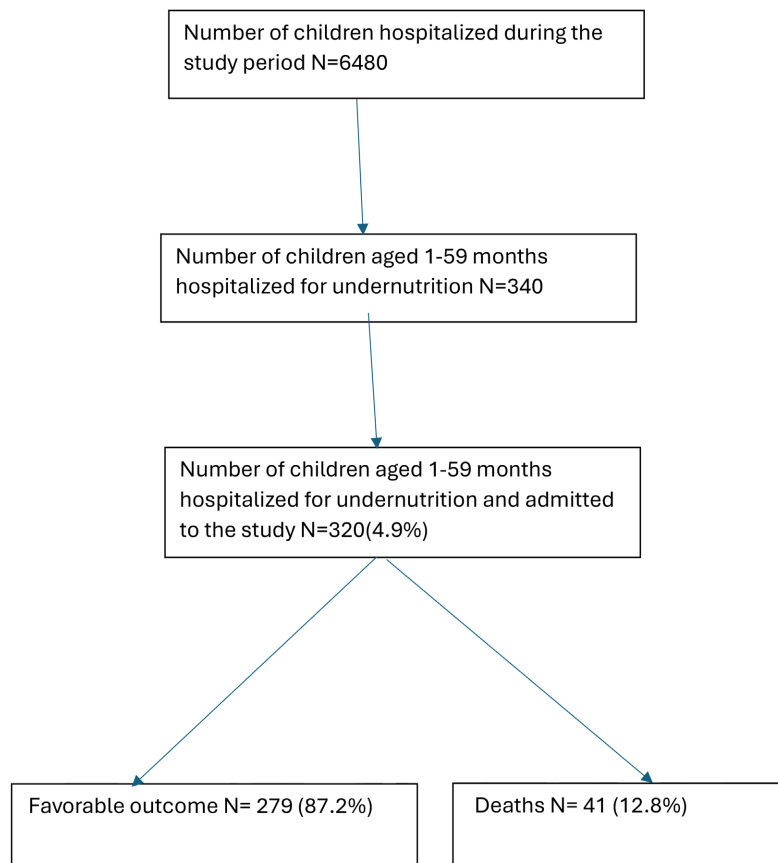 Number of children hospitalized during the
study period N=6480
Number of children aged 1-59 months
hospitalized for undernutrition N=340
Number of children aged 1-59 months
hospitalized for undernutrition and admitted
to the study N=320(4.9%)
Favorable outcome N= 279 (87.2%)
Deaths N= 41 (12.8%)